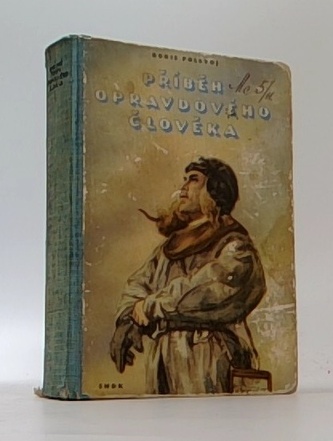 BORIS POLEVOJ
PŘÍBĚH
OPRAVDOVÉHO
ČLOVĚKA
SNDK